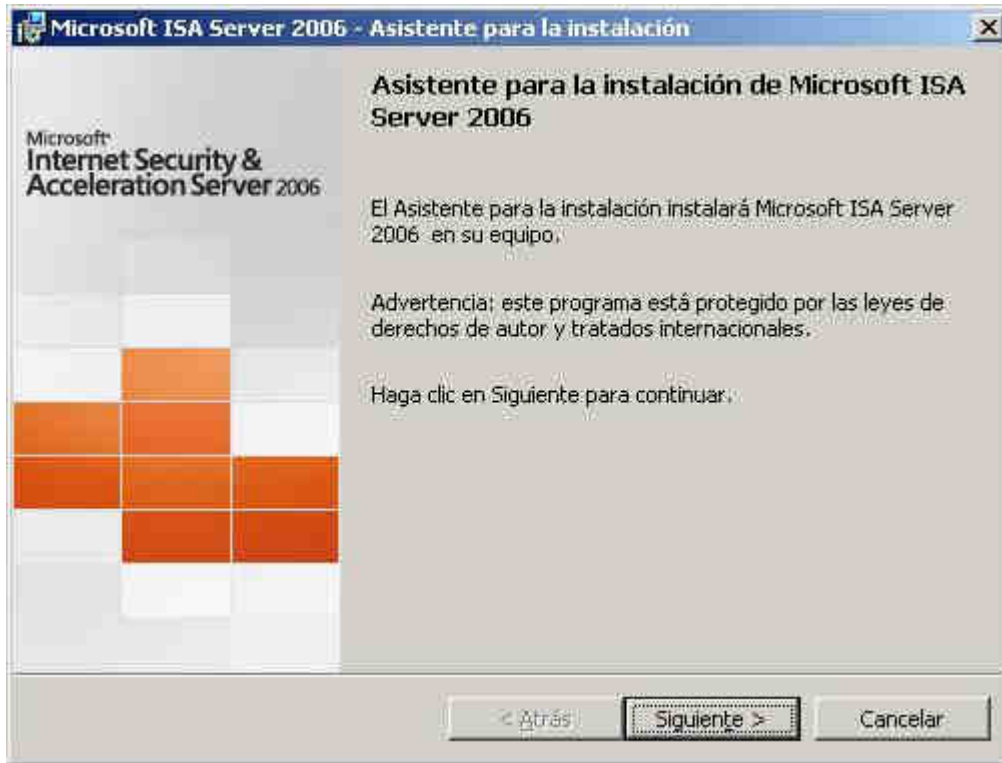 Microsoft ISA Server 2006 - Asistente para la instalación
Microsoft
Internet Security &
Acceleration Server 2006
Asistente para la instalación de Microsoft ISA
Server 2006
El Asistente para la instalación instalará Microsoft ISA Server
2006 en su equipo.
Advertencia: este programa está protegido por las leyes de
derechos de autor y tratados internacionales.
Haga clic en Siguiente para continuar.
< Atrás
Siguiente >
Cancelar